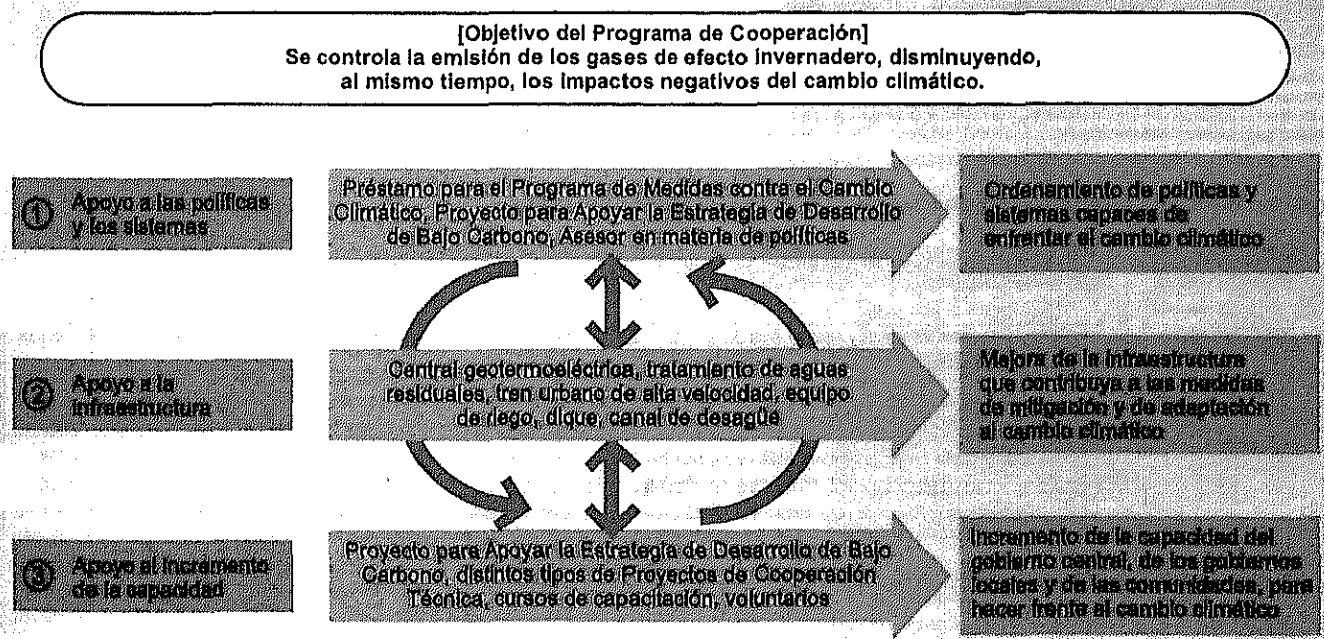 [Objetivo del Programa de Cooperación]
Se controla la emisión de los gases de efecto invernadero, disminuyendo,
al mismo tiempo, los impactos negativos del cambio climático.
① Apoyo a las políticas
y los sistemas
Préstamo para el Programa de Medidas contra el Cambio
Climático, Proyecto para Apoyar la Estrategia de Desarrollo
de Bajo Carbono, Asesor en materia de políticas
Ordenamiento de políticas y
sistemas capaces de
enfrentar el cambio climático
② Apoyo a la
infraestructura
Central geotermoeléctrica, tratamiento de aguas
residuales, tren urbano de alta velocidad, equipo
de riego, dique, canal de desagüe
Mejora de la infraestructura
que contribuya a las medidas
de mitigación y de adaptación
al cambio climático
③ Apoyo al incremento
de la capacidad
Proyecto para Apoyar la Estrategia de Desarrollo de Bajo
Carbono, distintos tipos de Proyectos de Cooperación
Técnica, cursos de capacitación, voluntarios
Incremento de la capacidad del
gobierno central, de los gobiernos
locales y de las comunidades, para
hacer frente al cambio climático